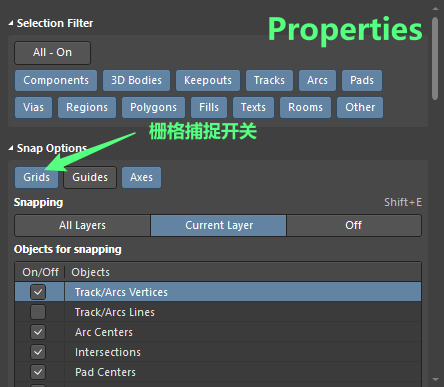 Properties
Selection Filter
All - On
Components 3D Bodies Keepouts Tracks Arcs Pads
Vias Regions Polygons Fills Texts Rooms Other
栅格捕捉开关
Snap Options
Grids Guides Axes
Snapping Shift+E
All Layers Current Layer Off
Objects for snapping
On/Off Objects
Track/Arcs Vertices
Track/Arcs Lines
Arc Centers
Intersections
Pad Centers